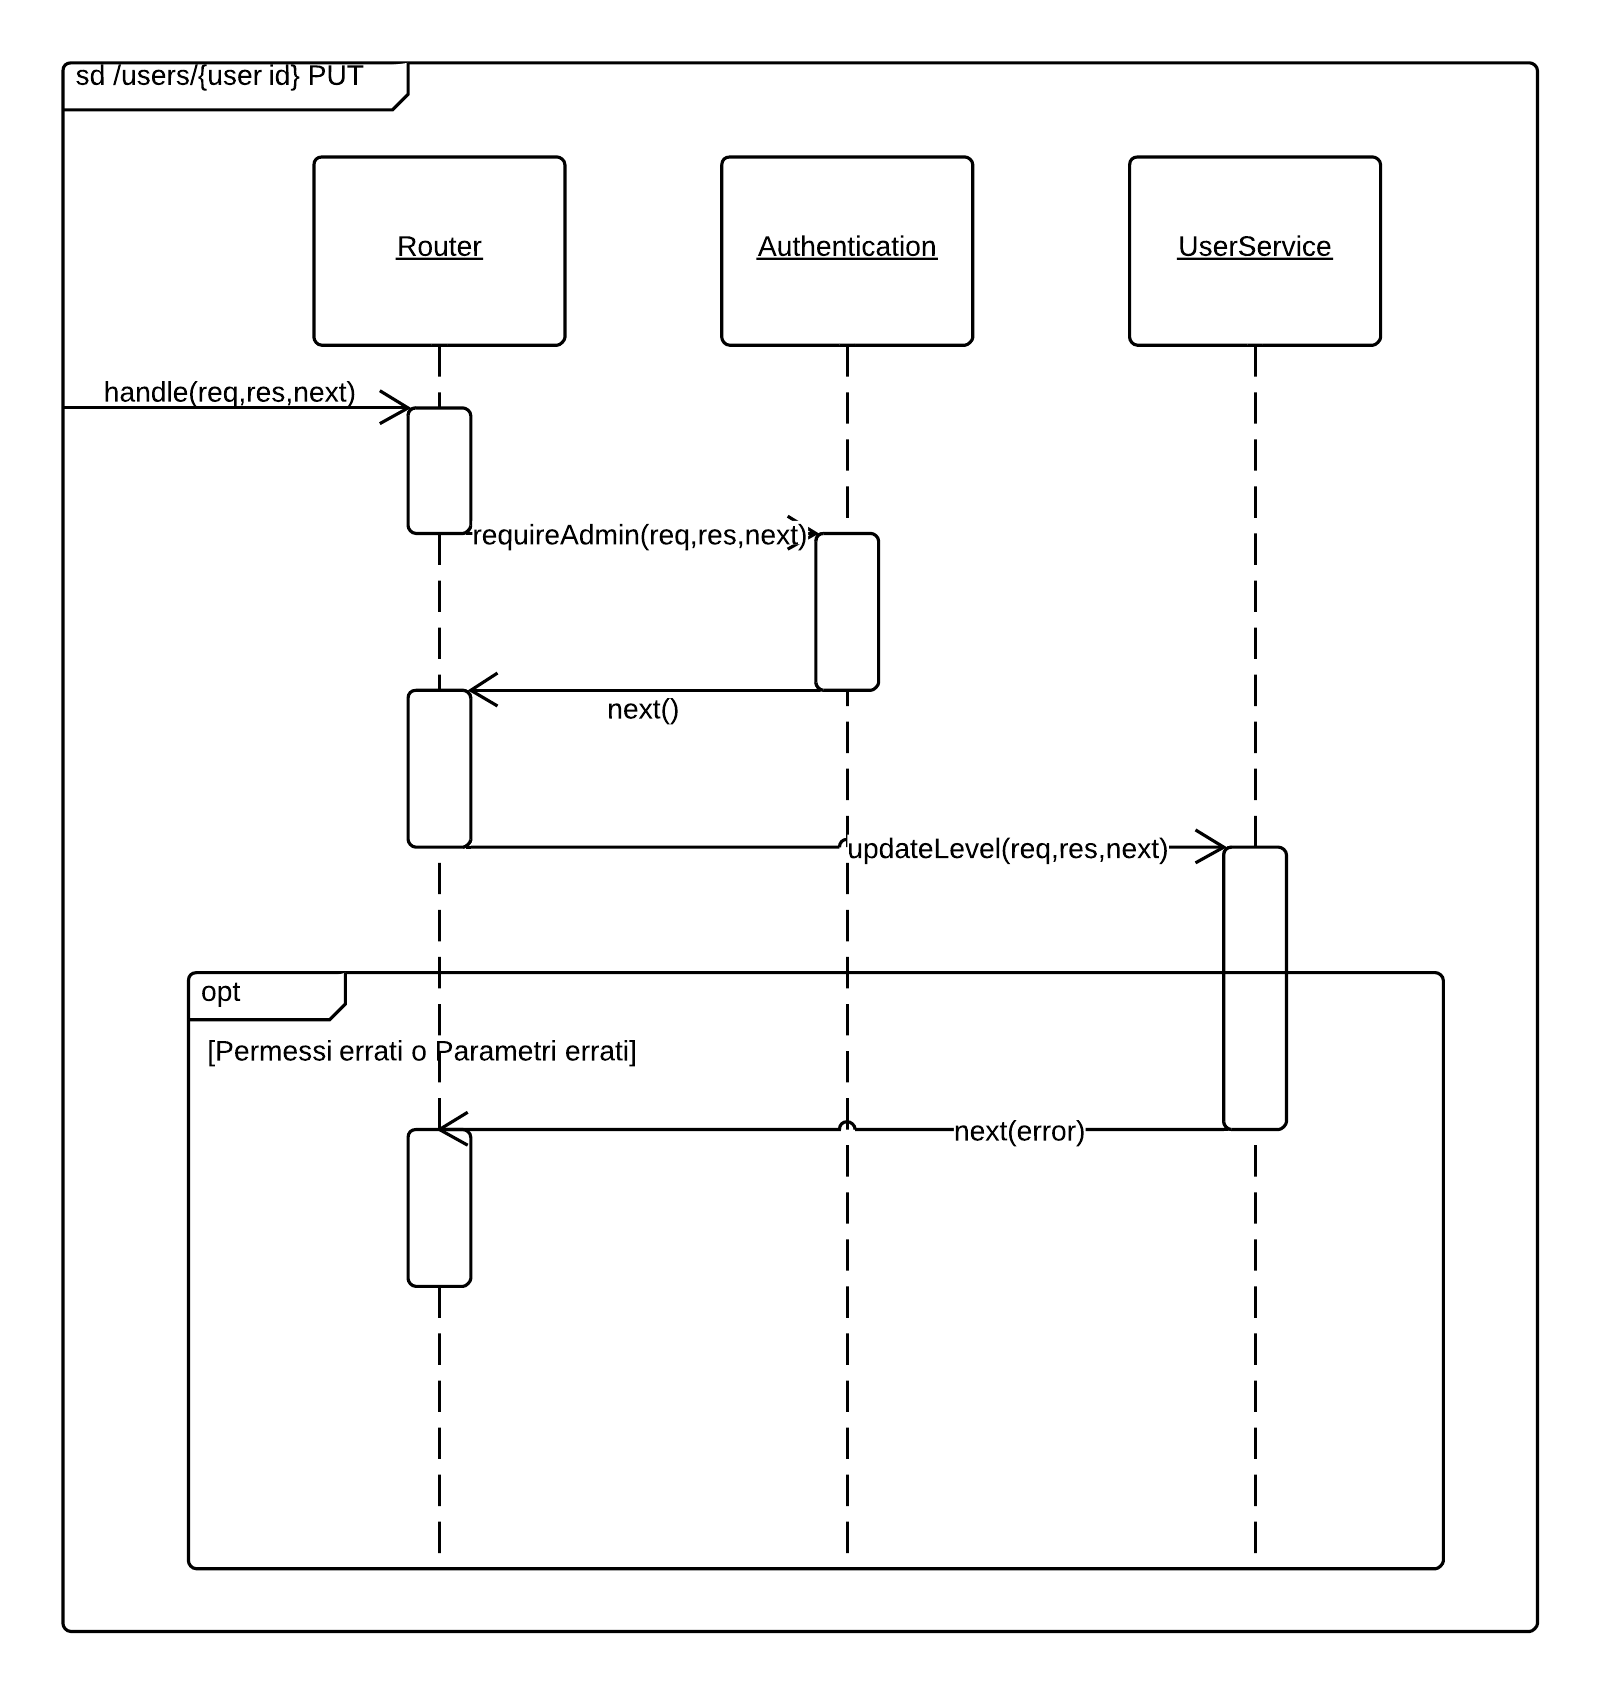 sd /users/{user id} PUT
Router
Authentication
UserService
handle(req,res,next)
requireAdmin(req,res,next)
next()
updateLevel(req,res,next)
opt
[Permessi errati o Parametri errati]
next(error)